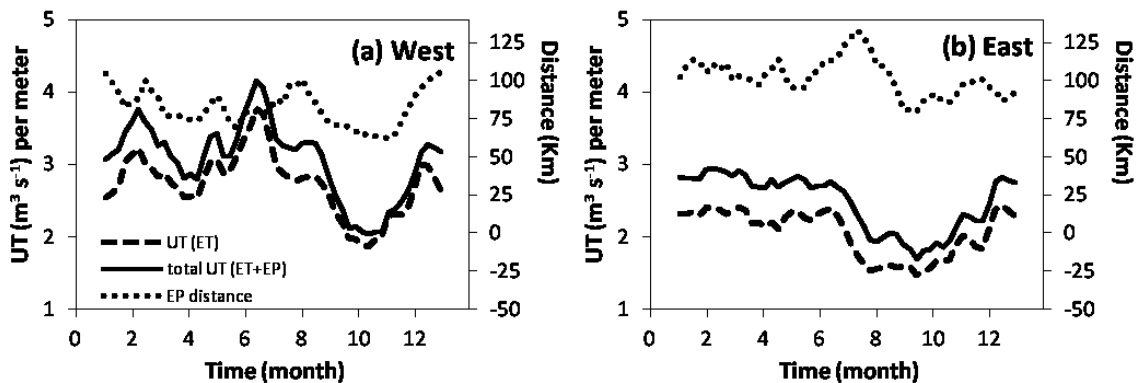 (a) West
UT (m³ s⁻¹) per meter
5
4
3
2
1
0 2 4 6 8 10 12 14
Time (month)
125
100
75
50
25
0
-25
-50
Distance (Km)
UT (ET)
total UT (ET+EP)
EP distance
(b) East
UT (m³ s⁻¹) per meter
5
4
3
2
1
0 2 4 6 8 10 12
Time (month)
125
100
75
50
25
0
-25
-50
Distance (Km)